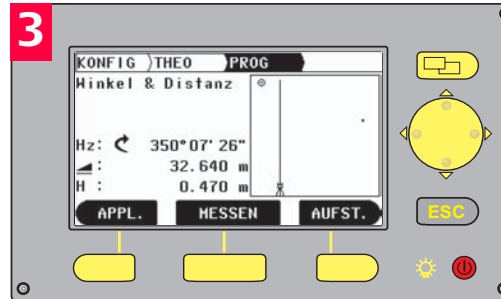 3
KONFIG THEO PROG
Winkel & Distanz
Hz: 350°07'26"
: 32.640 m
H : 0.470 m
APPL. MESSEN AUFST.
ESC